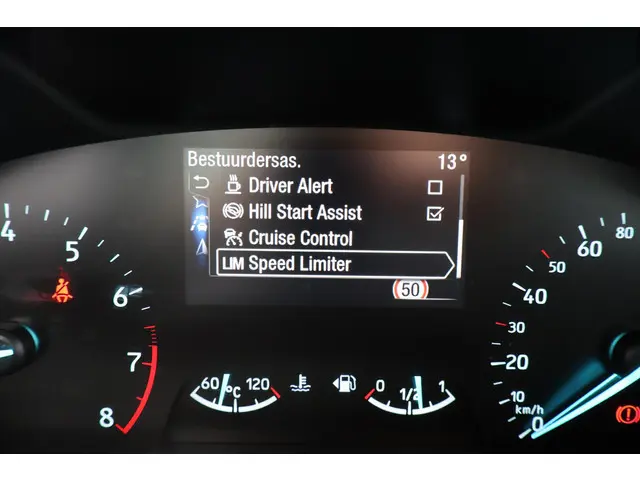 Bestuurdersas. 13°
Driver Alert
Hill Start Assist
Cruise Control
LIM Speed Limiter
50
4 5 6 7 8
60 °C 120
0 1/2 1
0 10 20 30 40 50 60 80
km/h